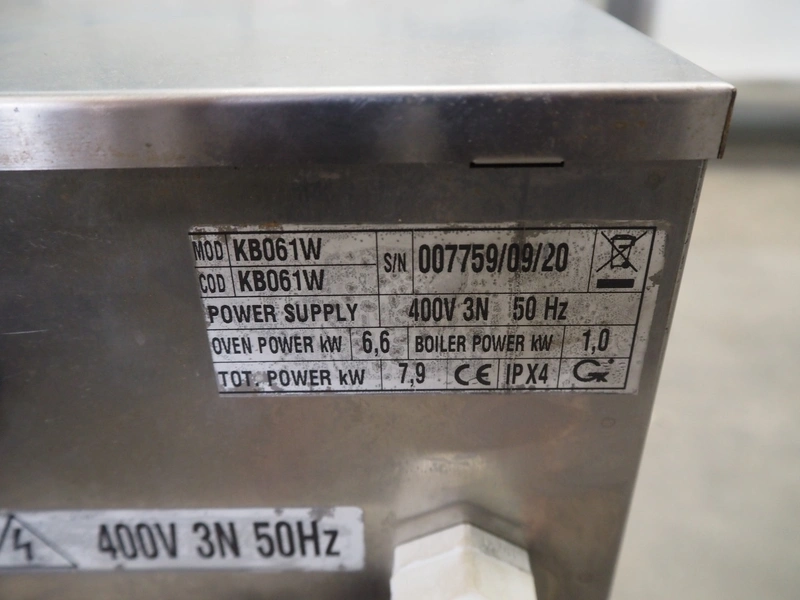 MOD KB061W
COD KB061W
S/N 007759/09/20
POWER SUPPLY 400V 3N 50 Hz
OVEN POWER kW 6,6 BOILER POWER kW 1,0
TOT. POWER kW 7,9 CE IPX4
400V 3N 50Hz